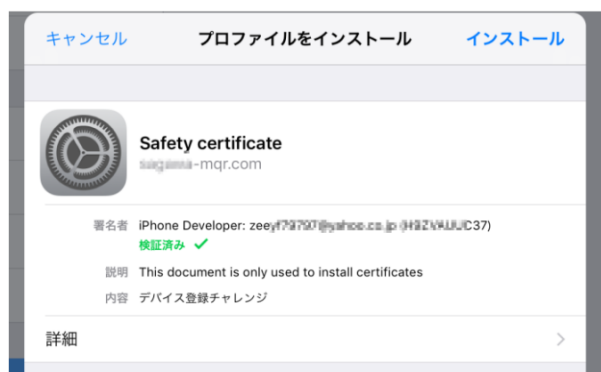 キャンセル
プロファイルをインストール
インストール
Safety certificate
-mqr.com
署名者 iPhone Developer: zee C37)
検証済み ✓
説明 This document is only used to install certificates
内容 デバイス登録チャレンジ
詳細